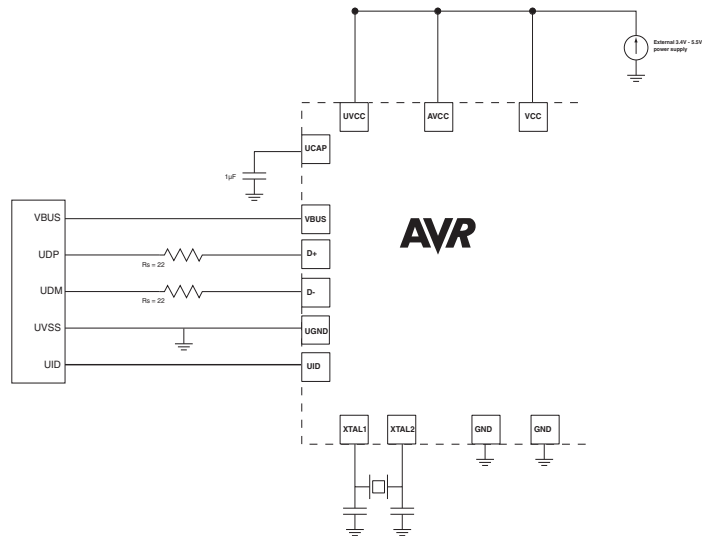 External 3.4V - 5.5V
power supply
UVCC
AVCC
VCC
UCAP
1µF
VBUS
VBUS
AVR
UDP
Rs = 22
D+
UDM
Rs = 22
D-
UVSS
UGND
UID
UID
XTAL1
XTAL2
GND
GND